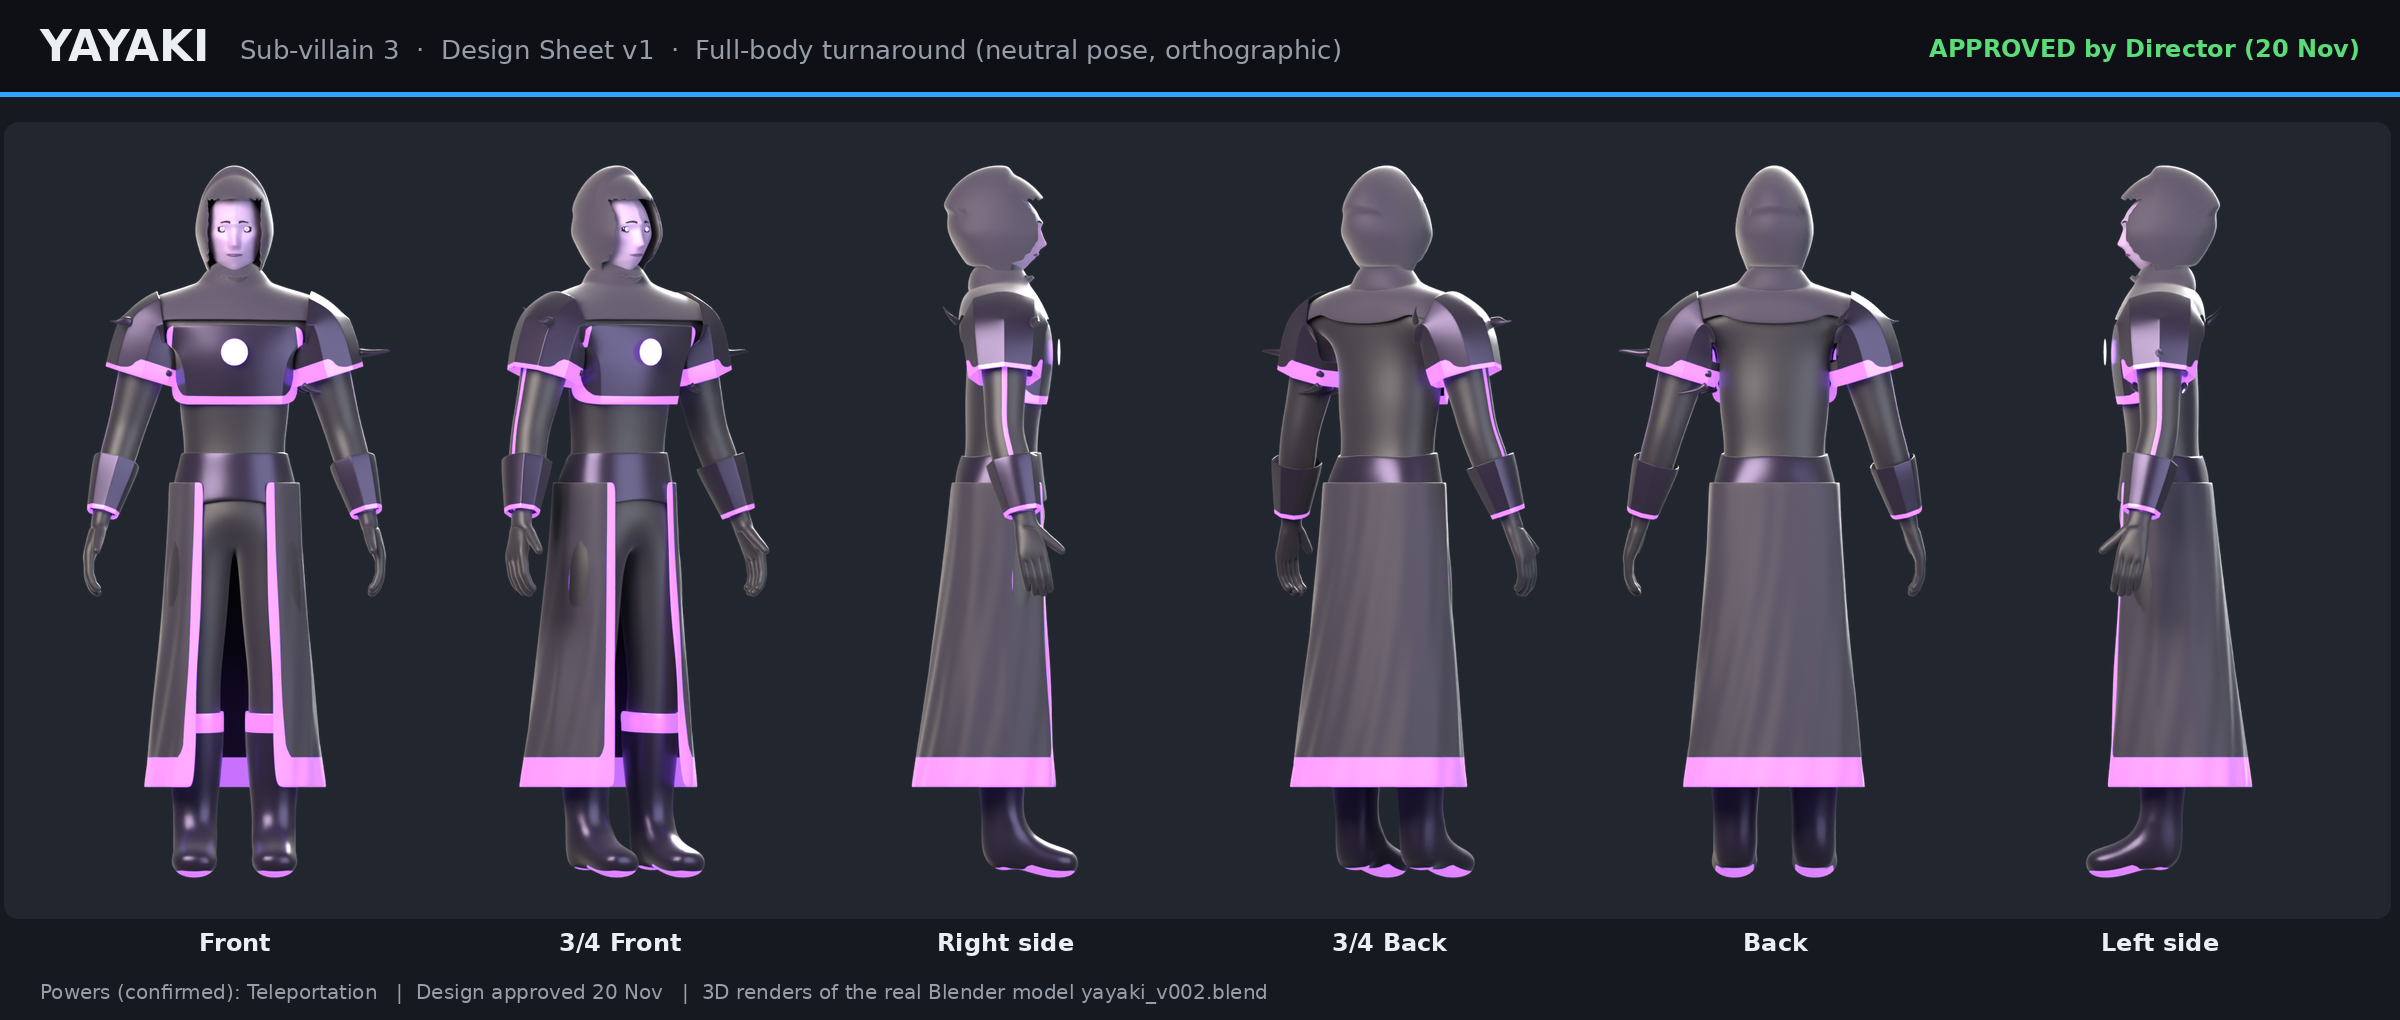 YAYAKI Sub-villain 3 · Design Sheet v1 · Full-body turnaround (neutral pose, orthographic) APPROVED by Director (20 Nov)
Front 3/4 Front Right side 3/4 Back Back Left side
Powers (confirmed): Teleportation | Design approved 20 Nov | 3D renders of the real Blender model yayaki_v002.blend